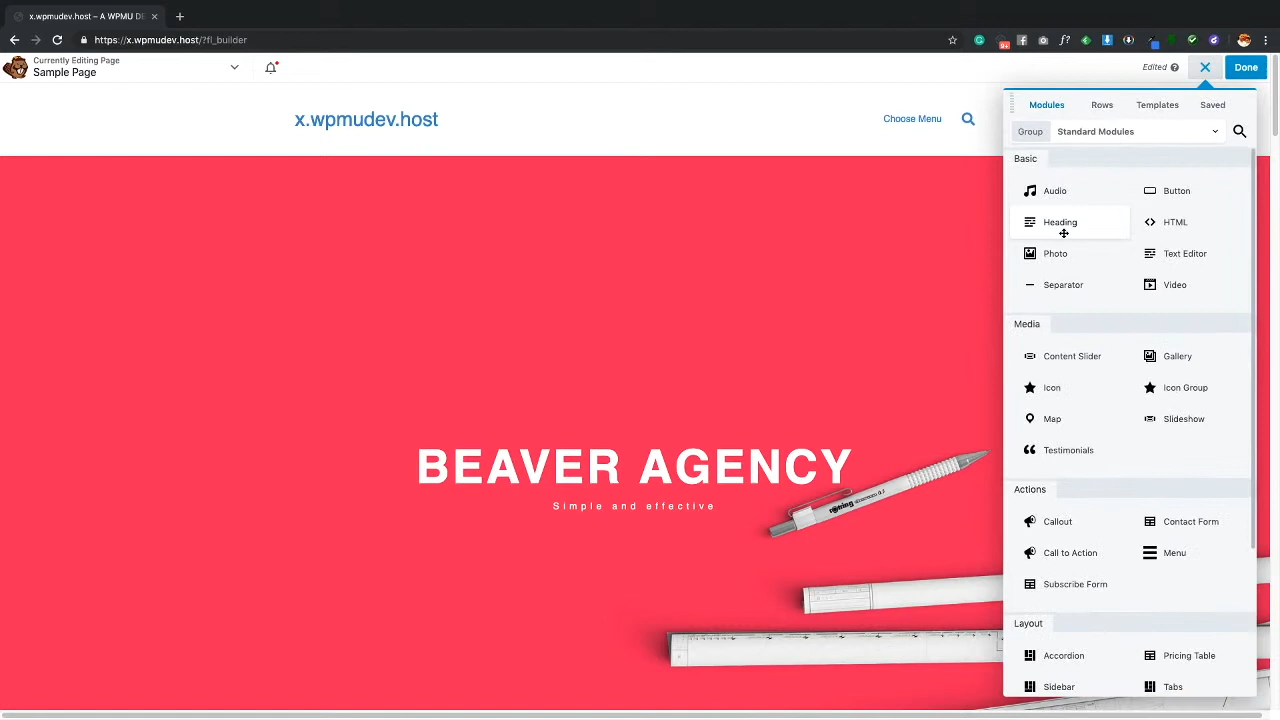 x.wpmudev.host – A WPMU DE
https://x.wpmudev.host/?fl_builder
9+
f?
Currently Editing Page
Sample Page
Edited
Done
x.wpmudev.host
Choose Menu
Modules Rows Templates Saved
Group Standard Modules
Basic
Audio Button
Heading HTML
Photo Text Editor
Separator Video
Media
Content Slider Gallery
Icon Icon Group
Map Slideshow
Testimonials
Actions
Callout Contact Form
Call to Action Menu
Subscribe Form
Layout
Accordion Pricing Table
Sidebar Tabs
BEAVER AGENCY
Simple and effective
rotring